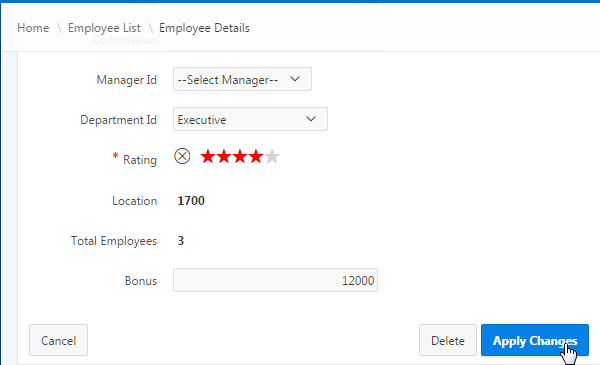 Home \ Employee List \ Employee Details
Commission
Manager Id --Select Manager--
Department Id Executive
* Rating
Location 1700
Total Employees 3
Bonus 12000
Cancel Delete Apply Changes